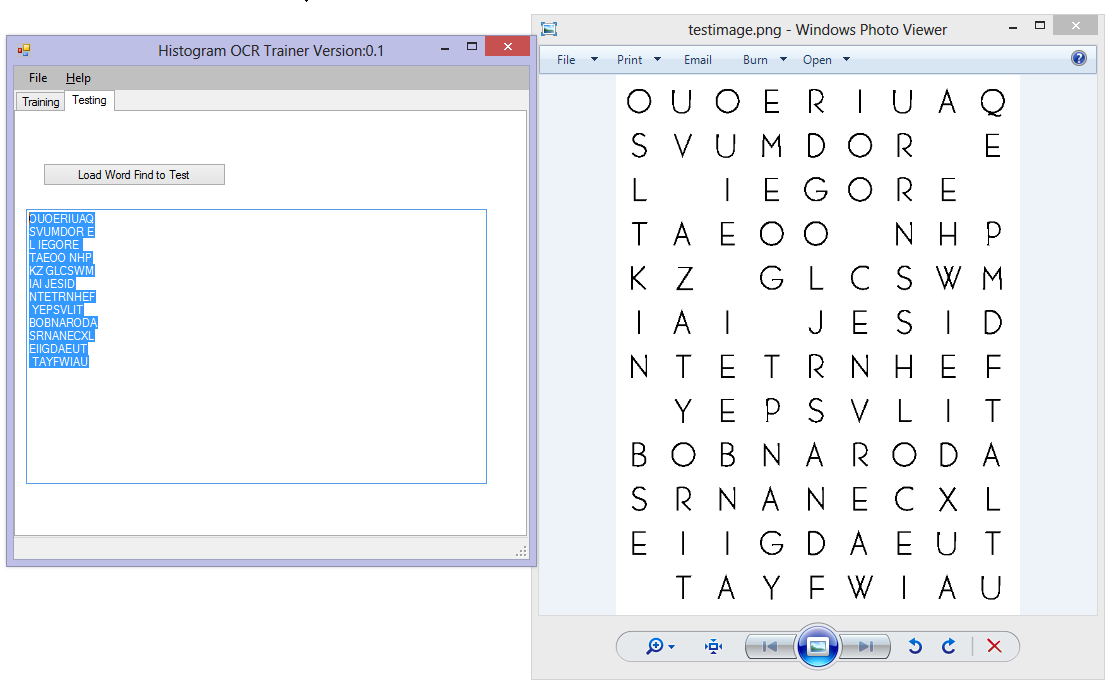 Histogram OCR Trainer Version:0.1
File Help
Training Testing
Load Word Find to Test
OUOERIUAQ
SVUMDOR E
L IEGORE
TAEOO NHP
KZ GLCSWM
IAI JESID
NTETRNHEF
 YEPSVLIT
BOBNARODA
SRNANECXL
EIIGDAEUT
 TAYFWIAU
testimage.png - Windows Photo Viewer
File Print Email Burn Open
O U O E R I U A Q
S V U M D O R E
L I E G O R E
T A E O O N H P
K Z G L C S W M
I A I J E S I D
N T E T R N H E F
Y E P S V L I T
B O B N A R O D A
S R N A N E C X L
E I I G D A E U T
T A Y F W I A U